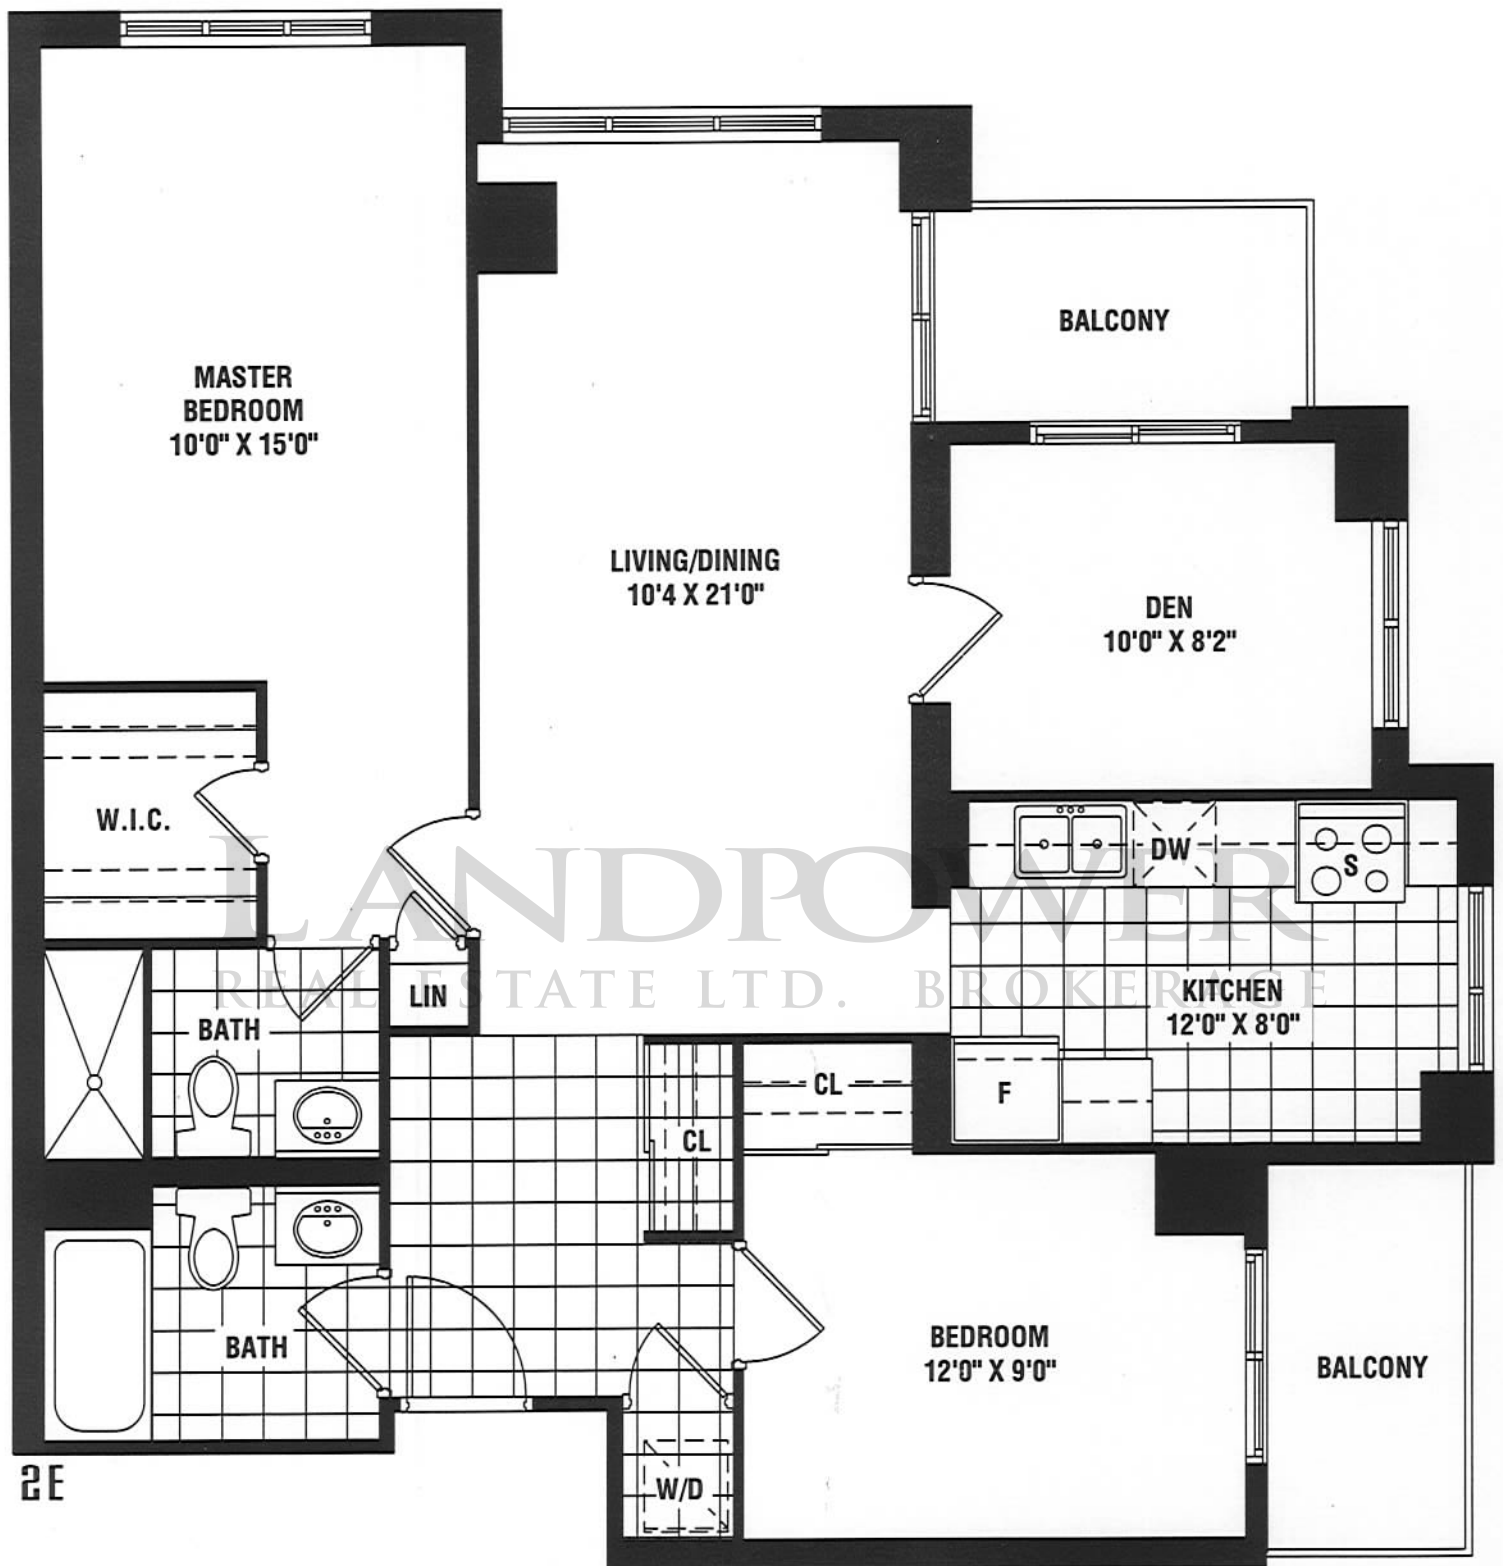 BALCONY
MASTER
BEDROOM
10'0" X 15'0"
LIVING/DINING
10'4 X 21'0"
DEN
10'0" X 8'2"
W.I.C.
DW
S
LANDPOWER
REAL ESTATE LTD. BROKERAGE
LIN
KITCHEN
12'0" X 8'0"
BATH
CL
F
CL
BATH
BEDROOM
12'0" X 9'0"
BALCONY
2E
W/D